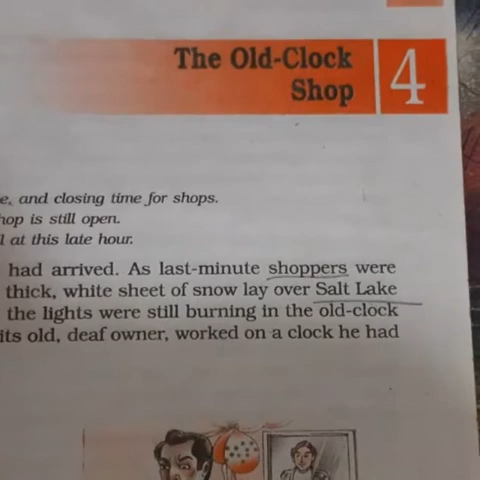 The Old-Clock
Shop
4
e, and closing time for shops.
hop is still open.
l at this late hour.
had arrived. As last-minute shoppers were
thick, white sheet of snow lay over Salt Lake
the lights were still burning in the old-clock
its old, deaf owner, worked on a clock he had